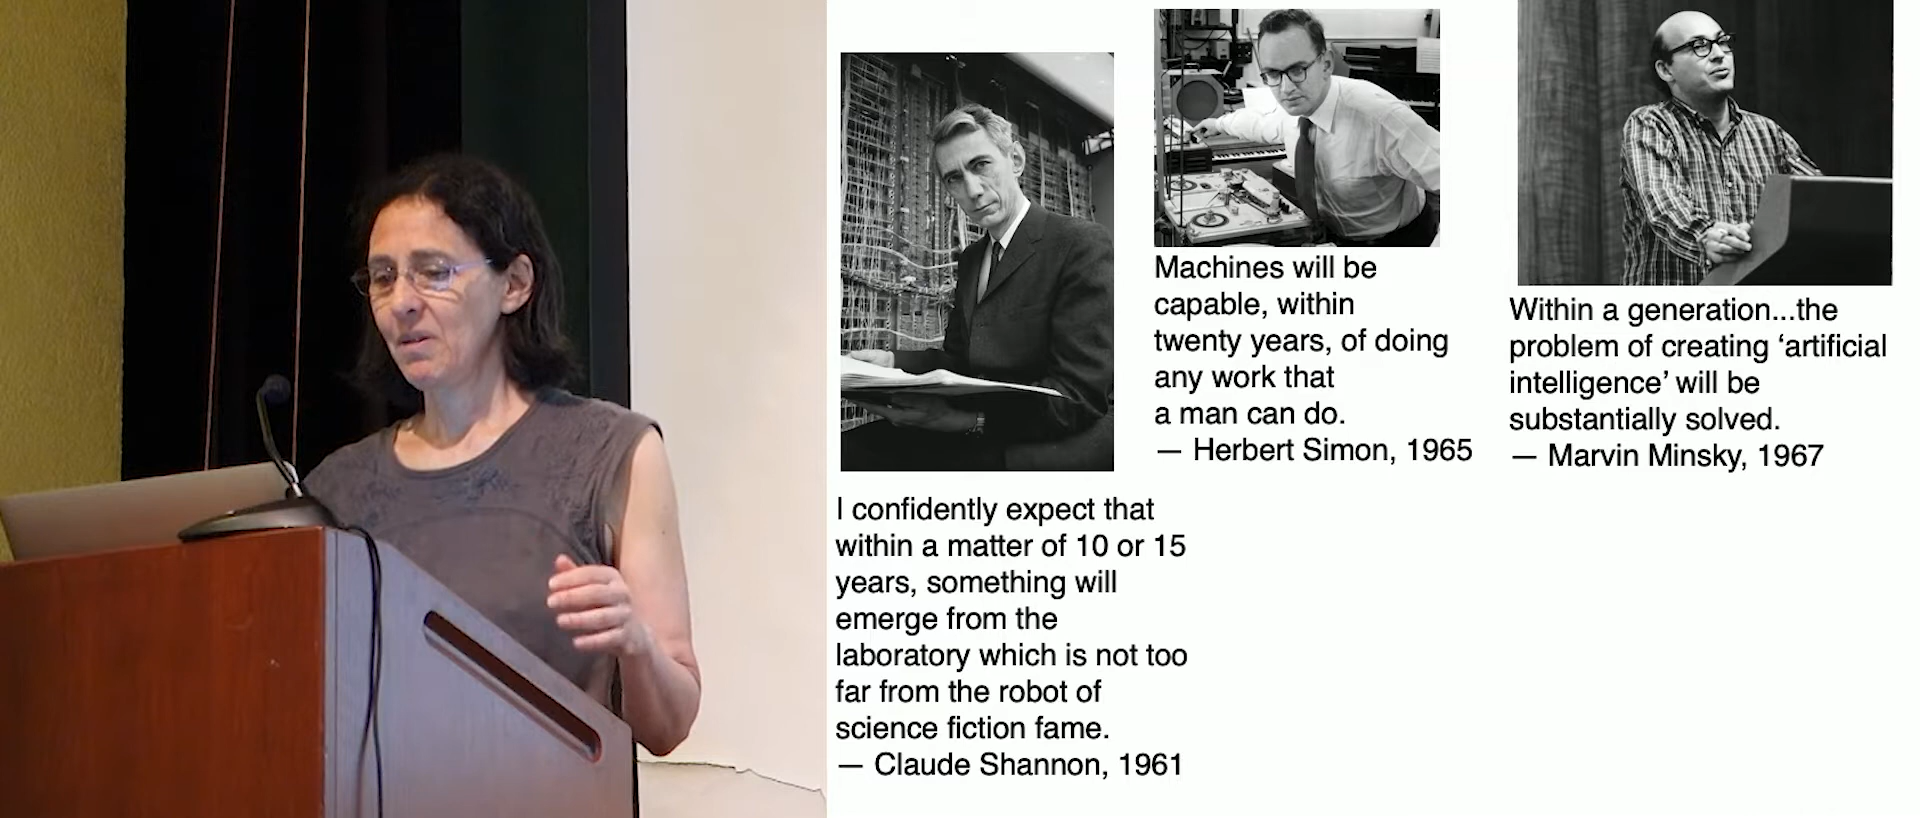 I confidently expect that
within a matter of 10 or 15
years, something will
emerge from the
laboratory which is not too
far from the robot of
science fiction fame.
— Claude Shannon, 1961
Machines will be
capable, within
twenty years, of doing
any work that
a man can do.
— Herbert Simon, 1965
Within a generation...the
problem of creating ‘artificial
intelligence’ will be
substantially solved.
— Marvin Minsky, 1967